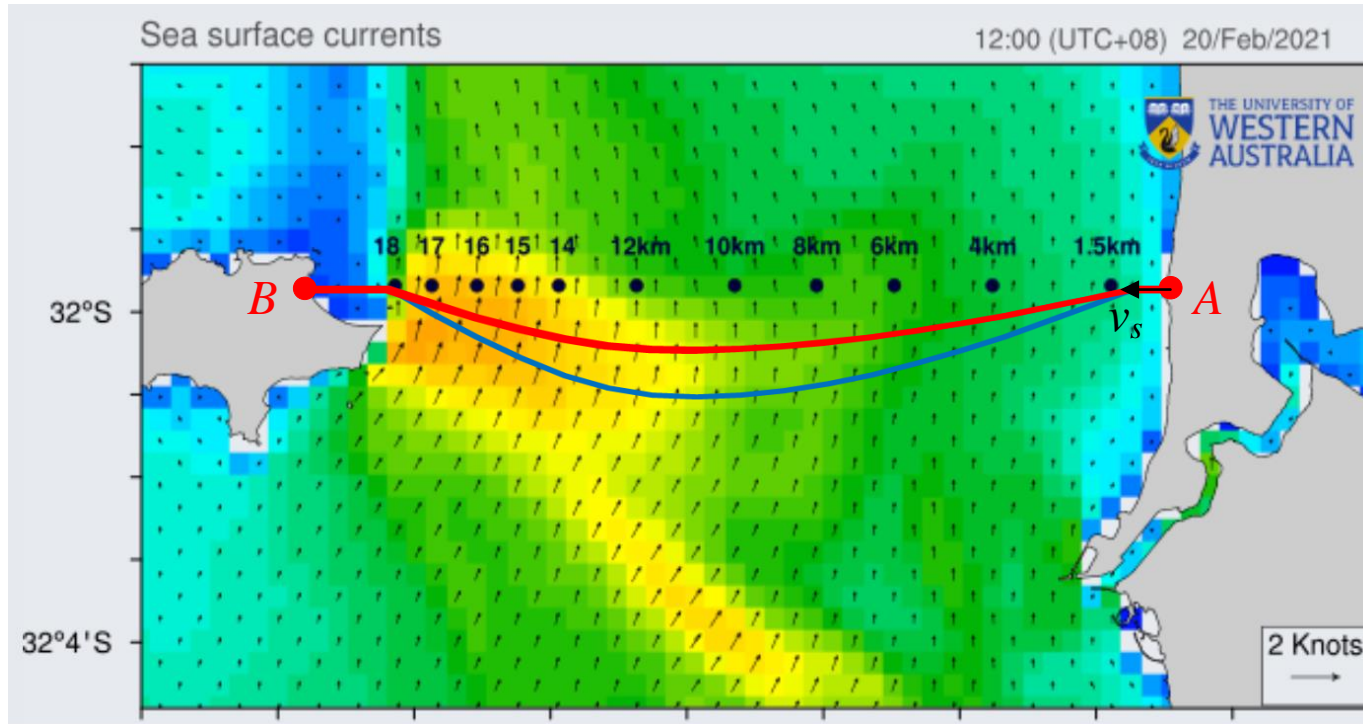 Sea surface currents
12:00 (UTC+08) 20/Feb/2021
THE UNIVERSITY OF
WESTERN
AUSTRALIA
18 17 16 15 14 12km 10km 8km 6km 4km 1.5km
32°S
B
A
v_s
32°4'S
2 Knots